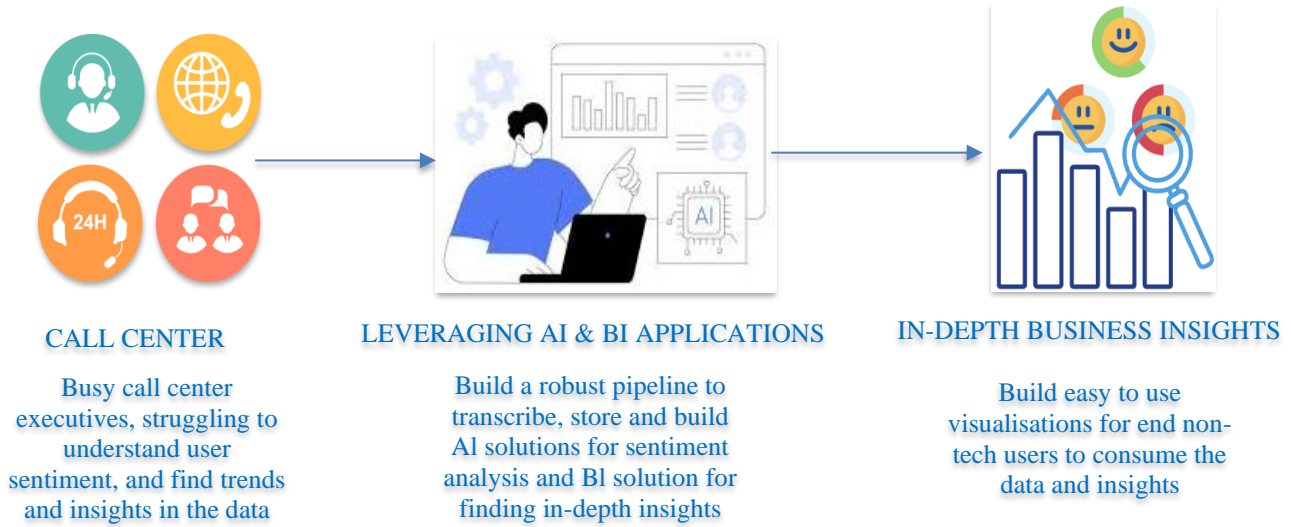 24H
AI
CALL CENTER
Busy call center
executives, struggling to
understand user
sentiment, and find trends
and insights in the data
LEVERAGING AI & BI APPLICATIONS
Build a robust pipeline to
transcribe, store and build
Al solutions for sentiment
analysis and Bl solution for
finding in-depth insights
IN-DEPTH BUSINESS INSIGHTS
Build easy to use
visualisations for end non-
tech users to consume the
data and insights